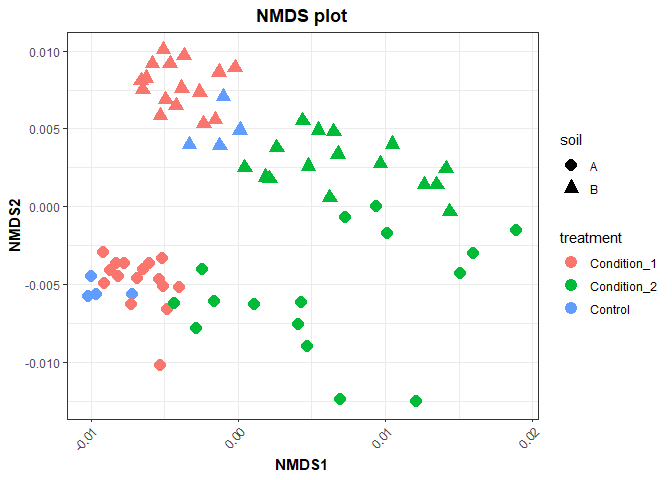 NMDS plot
0.010
0.005
0.000
-0.005
-0.010
NMDS2
-0.01
0.00
0.01
0.02
NMDS1
soil
A
B
treatment
Condition_1
Condition_2
Control